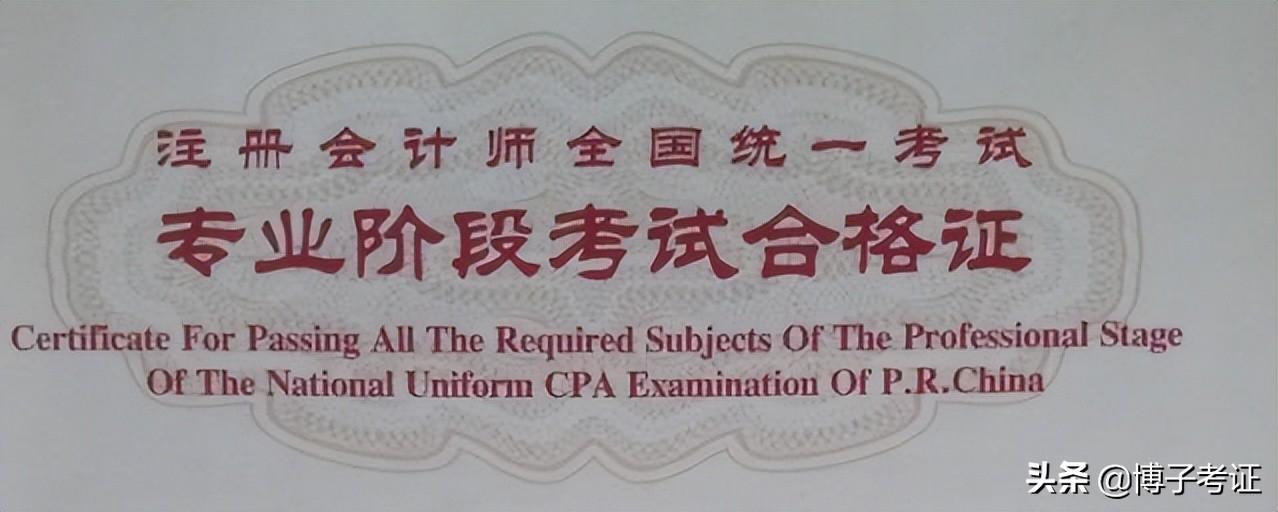 注册会计师全国统一考试
专业阶段考试合格证
Certificate For Passing All The Required Subjects Of The Professional Stage
Of The National Uniform CPA Examination Of P.R.China
头条 @博子考证